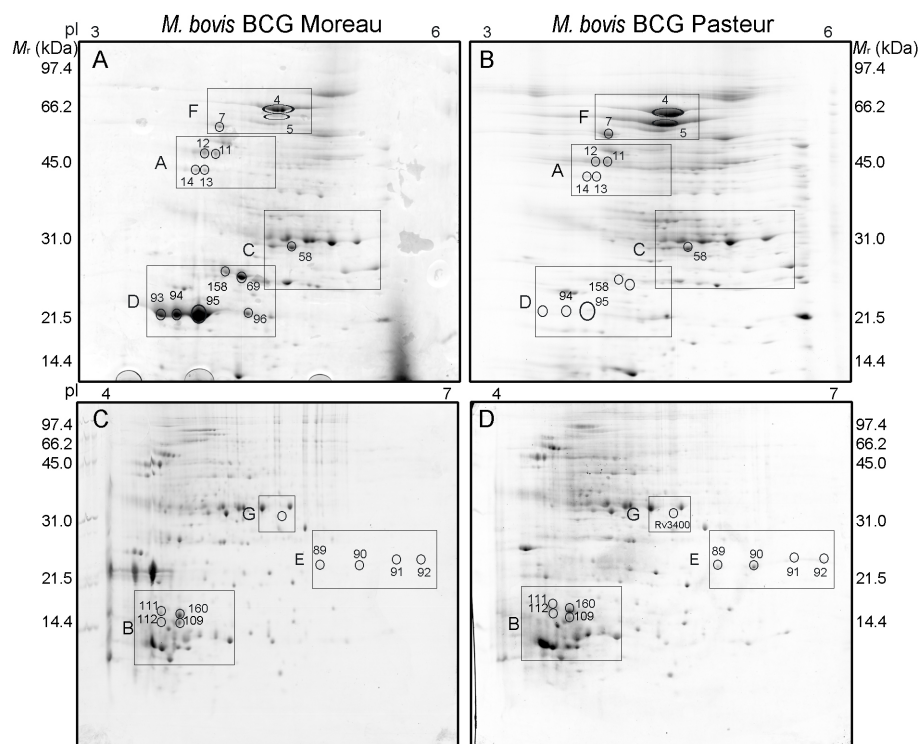 M. bovis BCG Moreau
M. bovis BCG Pasteur
pI 3 6 3 6
Mr (kDa) Mr (kDa)
A B
97.4 97.4
66.2 66.2
45.0 45.0
31.0 31.0
21.5 21.5
14.4 14.4
F 4 7 5
A 12 11 14 13
C 58
D 93 94 95 158 69 96
F 4 7 5
A 12 11 14 13
C 58
D 94 95 158
pI 4 7 4 7
C D
97.4 97.4
66.2 66.2
45.0 45.0
31.0 31.0
21.5 21.5
14.4 14.4
G
E 89 90 91 92
B 111 112 160 109
G Rv3400
E 89 90 91 92
B 111 112 160 109